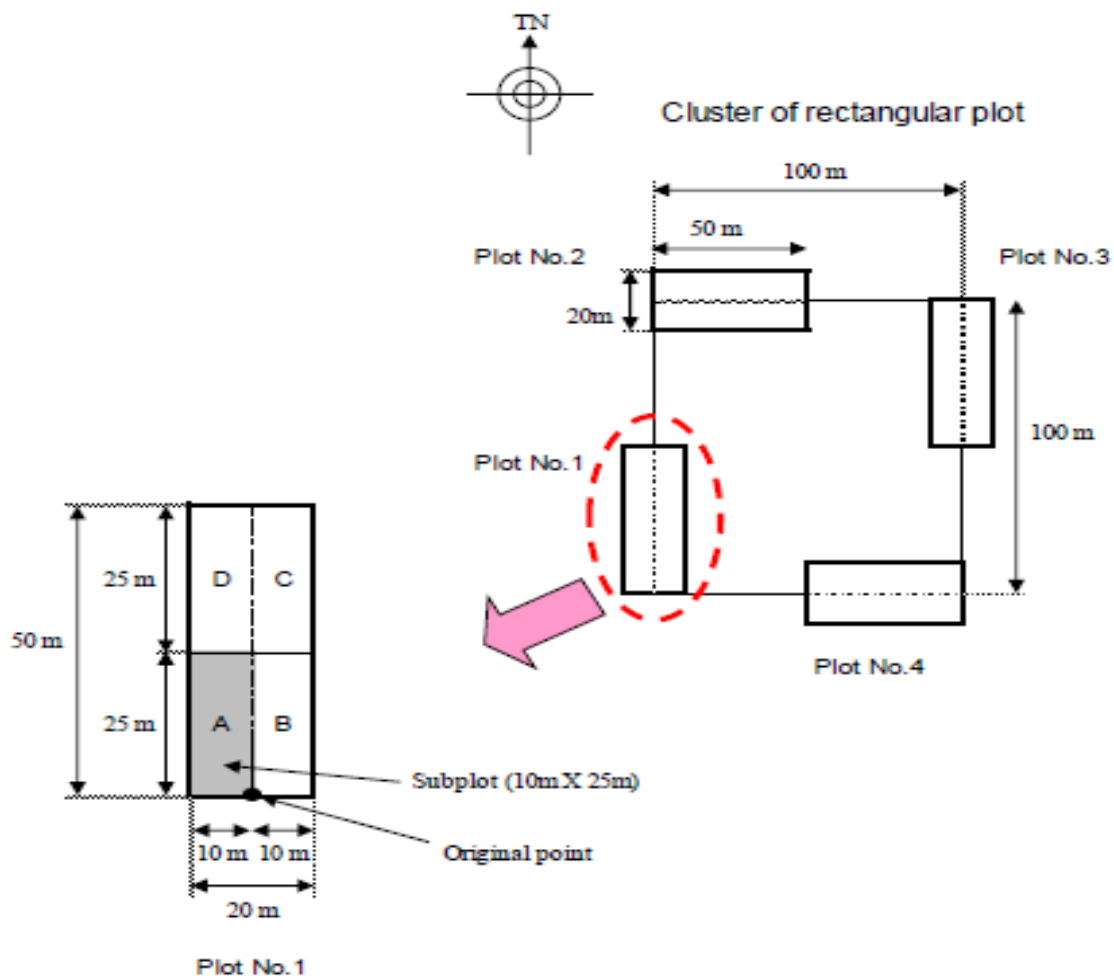 TN
Cluster of rectangular plot
100 m
50 m
Plot No.2
Plot No.3
20m
100 m
Plot No.1
Plot No.4
25 m
D
C
50 m
25 m
A
B
Subplot (10m X 25m)
10 m
10 m
Original point
20 m
Plot No.1